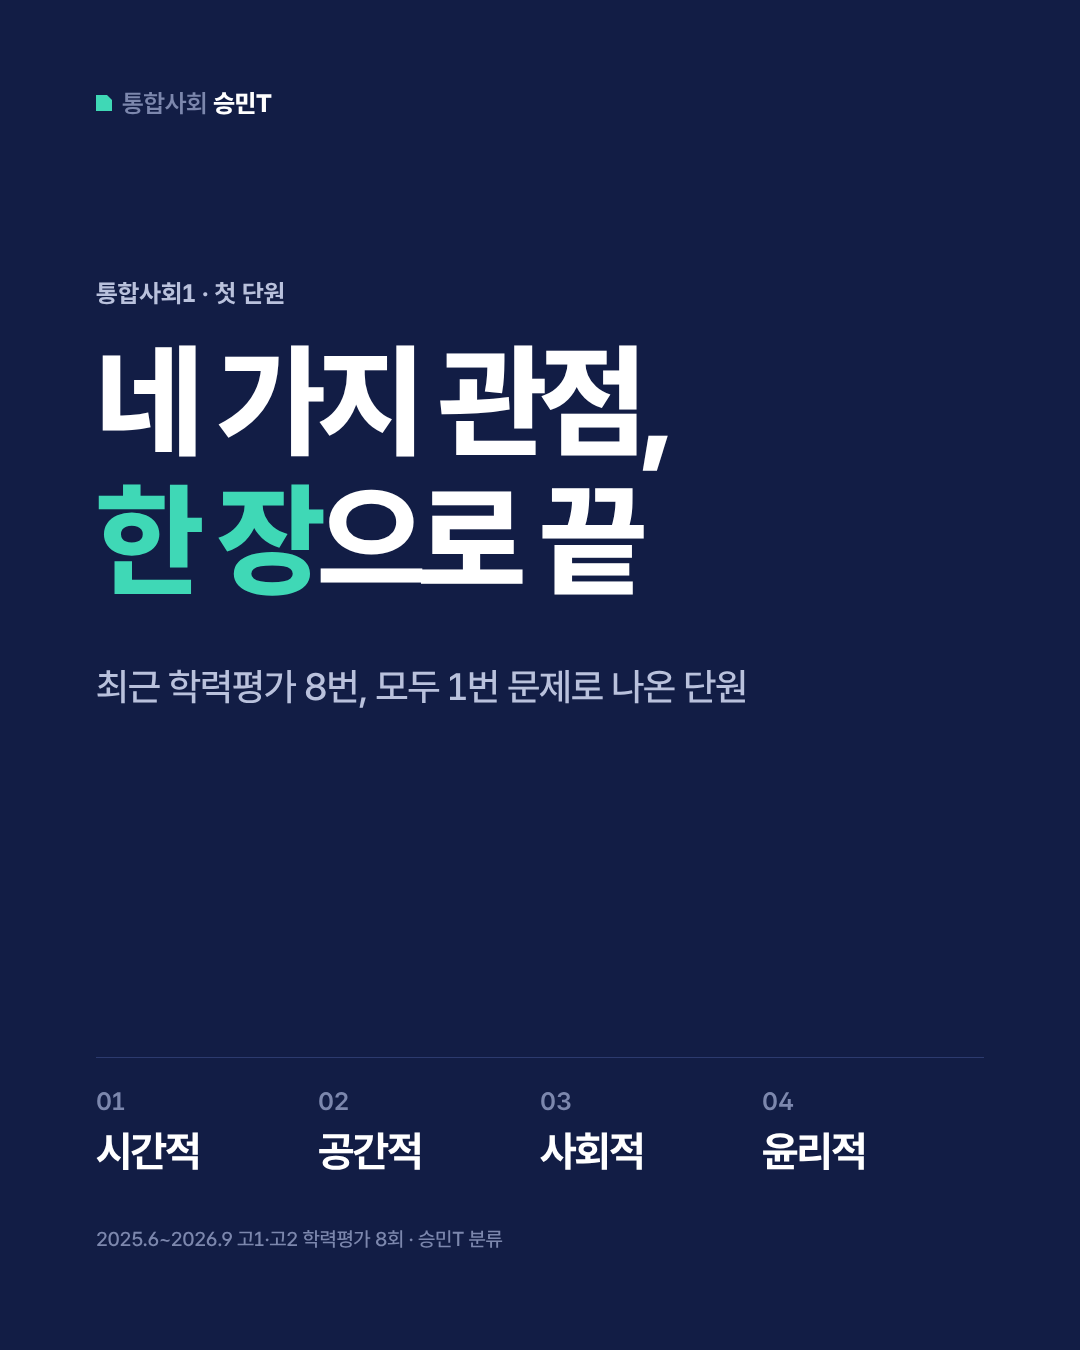 통합사회 승민T
통합사회1 · 첫 단원
네 가지 관점,
한 장으로 끝
최근 학력평가 8번, 모두 1번 문제로 나온 단원
01 02 03 04
시간적 공간적 사회적 윤리적
2025.6~2026.9 고1·고2 학력평가 8회 · 승민T 분류